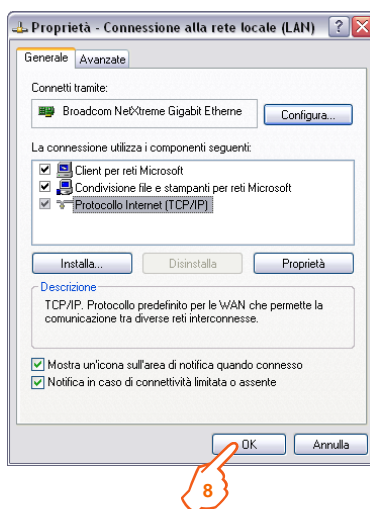 Proprietà - Connessione alla rete locale (LAN)
Generale Avanzate
Connetti tramite:
Broadcom NetXtreme Gigabit Etherne Configura...
La connessione utilizza i componenti seguenti:
Client per reti Microsoft
Condivisione file e stampanti per reti Microsoft
Protocollo Internet (TCP/IP)
Installa... Disinstalla Proprietà
Descrizione
TCP/IP. Protocollo predefinito per le WAN che permette la
comunicazione tra diverse reti interconnesse.
Mostra un'icona sull'area di notifica quando connesso
Notifica in caso di connettività limitata o assente
OK Annulla
8